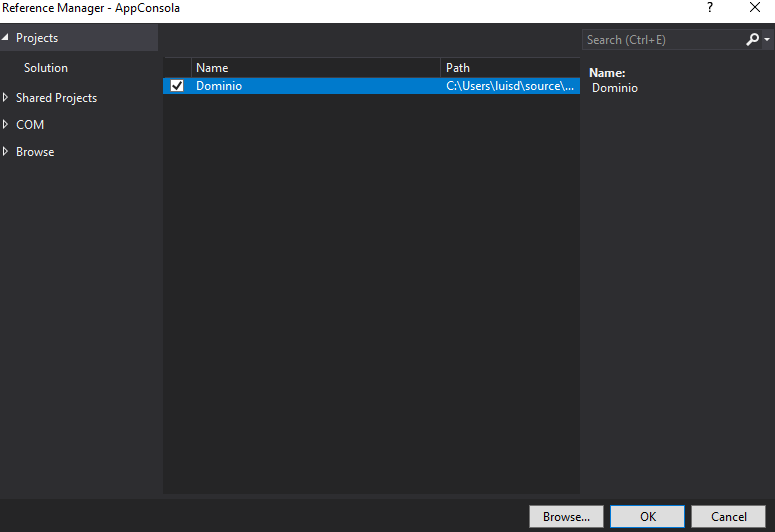 Reference Manager - AppConsola
?
Projects
Solution
Shared Projects
COM
Browse
Name Path
Dominio C:\Users\luisd\source\...
Search (Ctrl+E)
Name:
Dominio
Browse... OK Cancel